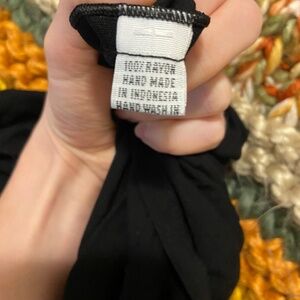 100% RAYON
HAND MADE
IN INDONESIA
HAND WASH IN